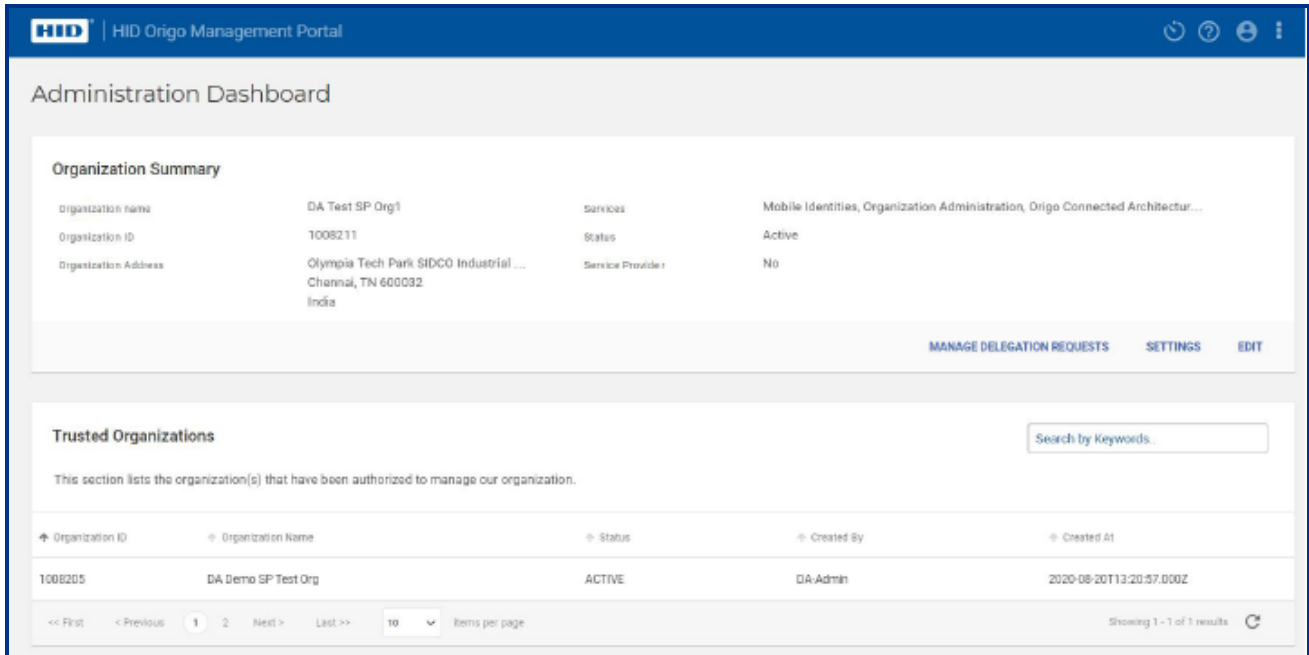 HID | HID Origo Management Portal
Administration Dashboard
Organization Summary
Organization name DA Test SP Org1 Services Mobile Identities, Organization Administration, Origo Connected Architectur...
Organization ID 1008211 Status Active
Organization Address Olympia Tech Park SIDCO Industrial ... Service Provider No
Chennai, TN 600032
India
MANAGE DELEGATION REQUESTS SETTINGS EDIT
Trusted Organizations Search by Keywords..
This section lists the organization(s) that have been authorized to manage our organization.
Organization ID Organization Name Status Created By Created At
1008205 DA Demo SP Test Org ACTIVE DA-Admin 2020-08-20T13:20:57.000Z
<< First < Previous 1 2 Next > Last >> 10 Items per page Showing 1 - 1 of 1 results